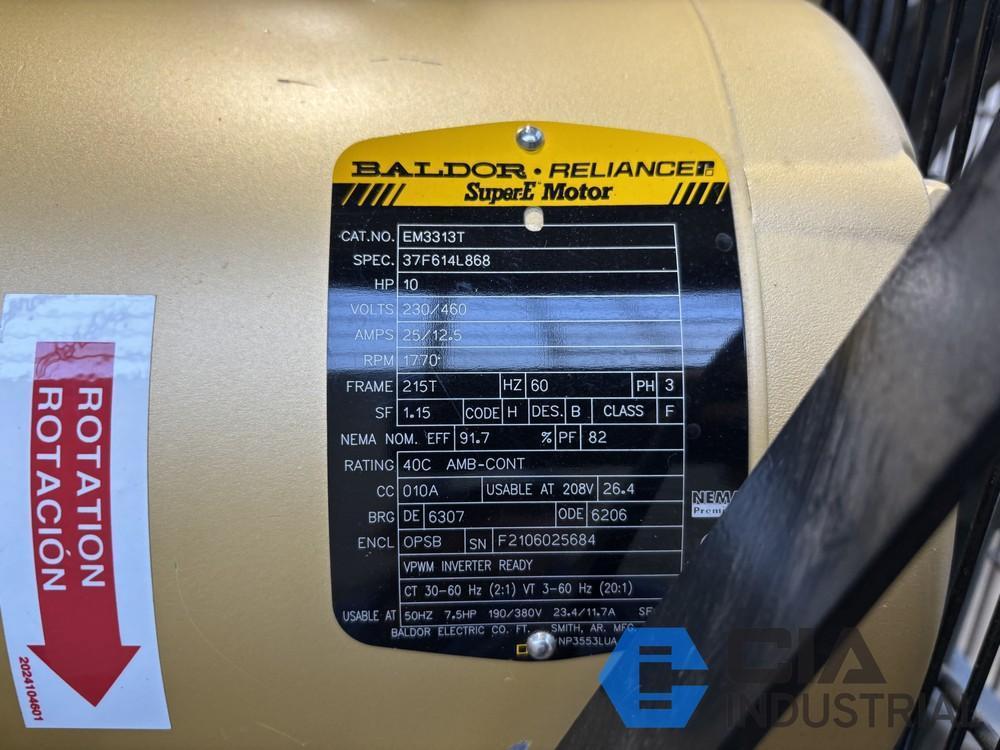 BALDOR • RELIANCE
Super-E™ Motor
CAT.NO. EM3313T
SPEC. 37F614L868
HP 10
VOLTS 230/460
AMPS 25/12.5
RPM 1770
FRAME 215T HZ 60 PH 3
SF 1.15 CODE H DES. B CLASS F
NEMA NOM. EFF 91.7 % PF 82
RATING 40C AMB-CONT
CC 010A USABLE AT 208V 26.4
BRG DE 6307 ODE 6206
ENCL OPSB SN F2106025684
VPWM INVERTER READY
CT 30-60 Hz (2:1) VT 3-60 Hz (20:1)
USABLE AT 50HZ 7.5HP 190/380V 23.4/11.7A
BALDOR ELECTRIC CO. FT. SMITH, AR. MFG.
NP3553LUA
ROTATION
ROTACIÓN
2024104601
CIA
INDUSTRIAL